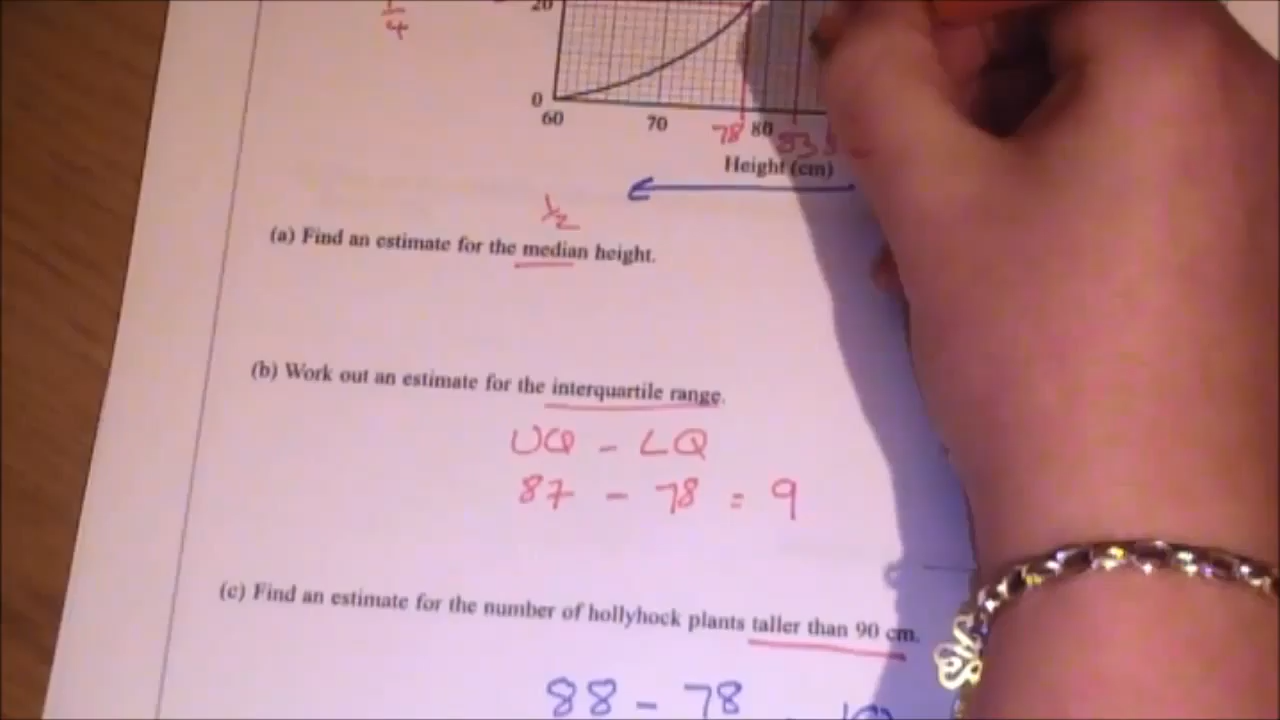 20
1/4
0
60 70 78 80 83.5
Height (cm)
1/2
(a) Find an estimate for the median height.
(b) Work out an estimate for the interquartile range.
UQ - LQ
87 - 78 = 9
(c) Find an estimate for the number of hollyhock plants taller than 90 cm.
88 - 78